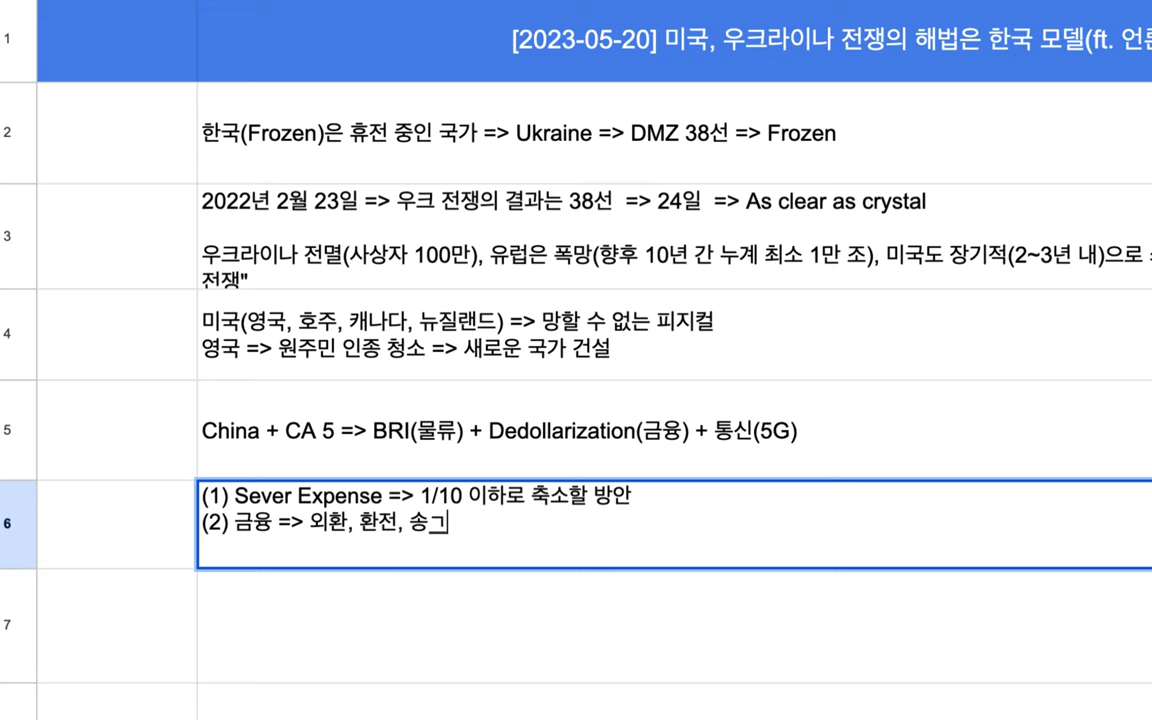 1
[2023-05-20] 미국, 우크라이나 전쟁의 해법은 한국 모델(ft. 언론
2
한국(Frozen)은 휴전 중인 국가 => Ukraine => DMZ 38선 => Frozen
3
2022년 2월 23일 => 우크 전쟁의 결과는 38선 => 24일 => As clear as crystal
우크라이나 전멸(사상자 100만), 유럽은 폭망(향후 10년 간 누계 최소 1만 조), 미국도 장기적(2~3년 내)으로
전쟁"
4
미국(영국, 호주, 캐나다, 뉴질랜드) => 망할 수 없는 피지컬
영국 => 원주민 인종 청소 => 새로운 국가 건설
5
China + CA 5 => BRI(물류) + Dedollarization(금융) + 통신(5G)
6
(1) Sever Expense => 1/10 이하로 축소할 방안
(2) 금융 => 외환, 환전, 송ㄱ
7